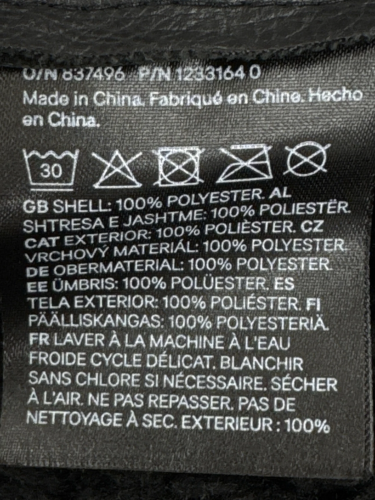 O/N 837496 P/N 1233164 0
Made in China. Fabriqué en Chine. Hecho
en China.
30
GB SHELL: 100% POLYESTER. AL
SHTRESA E JASHTME: 100% POLIESTËR.
CAT EXTERIOR: 100% POLIÈSTER. CZ
VRCHOVÝ MATERIÁL: 100% POLYESTER.
DE OBERMATERIAL: 100% POLYESTER.
EE ÜMBRIS: 100% POLÜESTER. ES
TELA EXTERIOR: 100% POLIÉSTER. FI
PÄÄLLISKANGAS: 100% POLYESTERIÄ.
FR LAVER À LA MACHINE À L'EAU
FROIDE CYCLE DÉLICAT. BLANCHIR
SANS CHLORE SI NÉCESSAIRE. SÉCHER
À L'AIR. NE PAS REPASSER. PAS DE
NETTOYAGE À SEC. EXTERIEUR : 100%